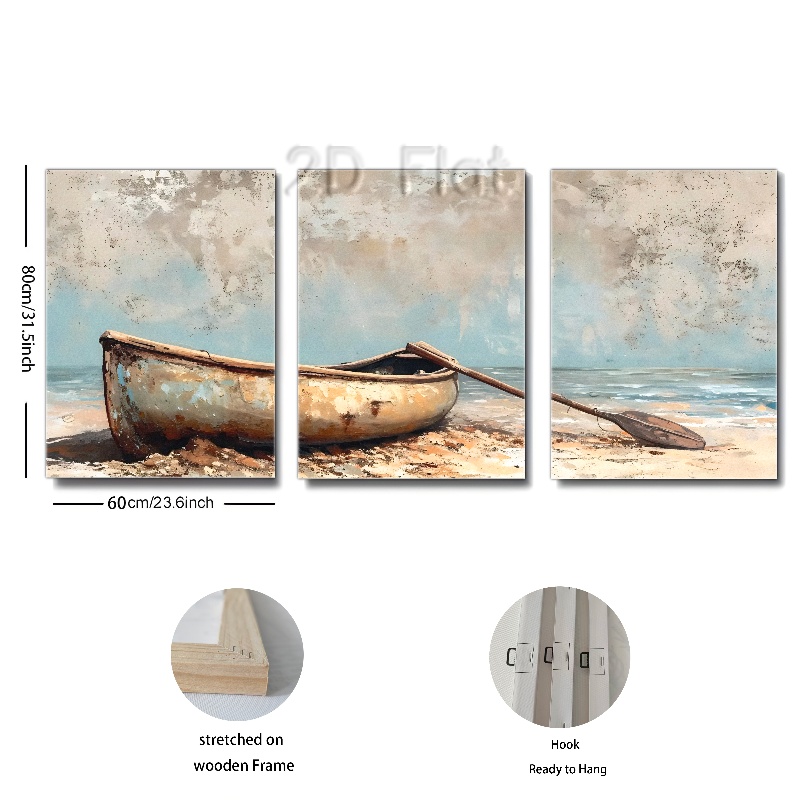 2D Flat
80cm/31.5inch
60cm/23.6inch
stretched on
wooden Frame
Hook
Ready to Hang